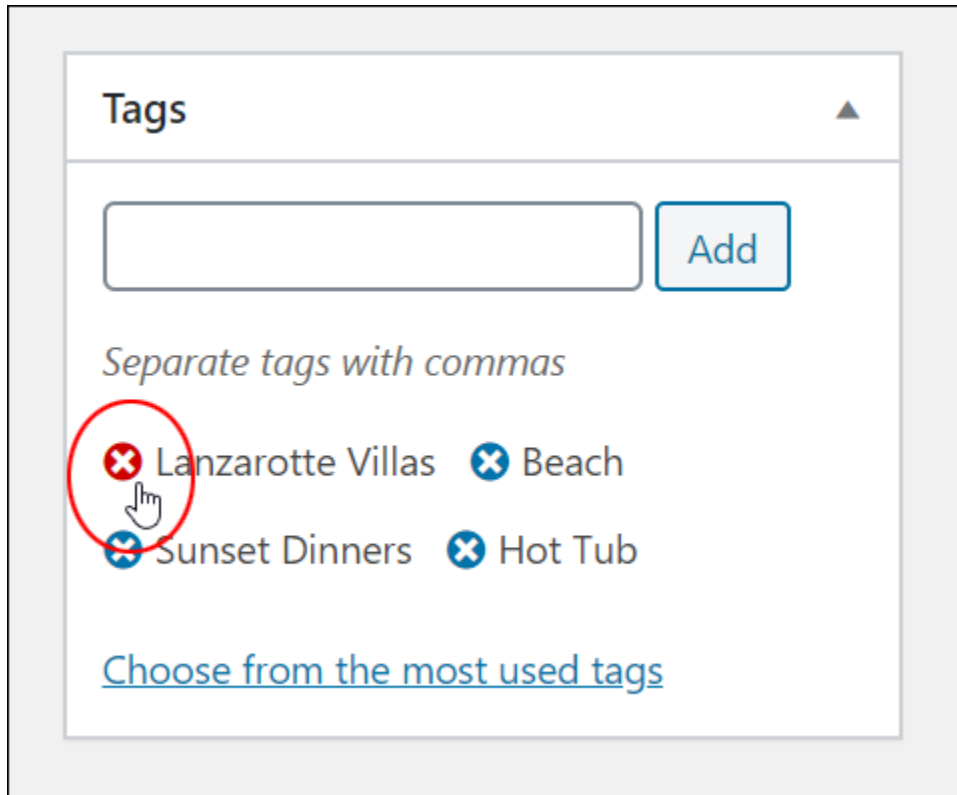 Tags
Add
Separate tags with commas
Lanzarotte Villas Beach
Sunset Dinners Hot Tub
Choose from the most used tags